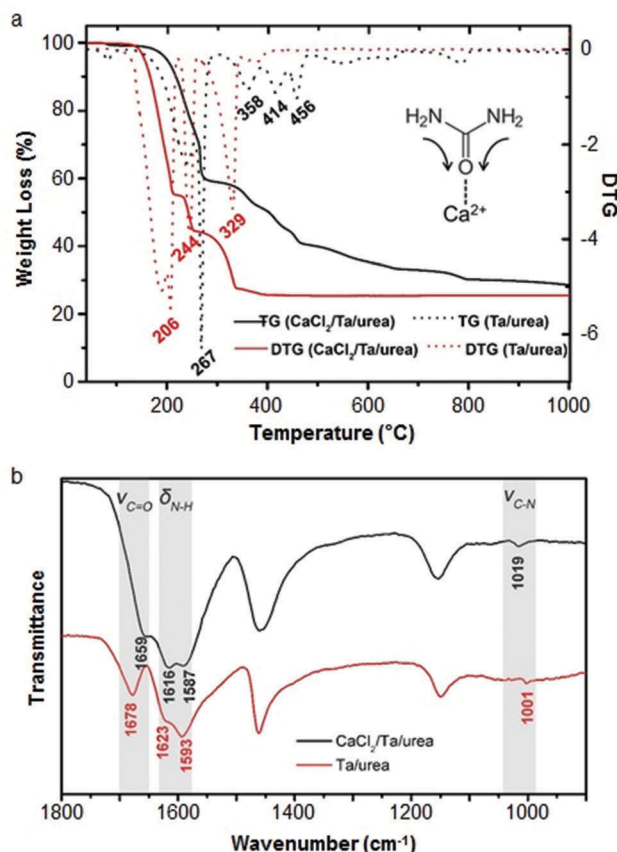 a
100
80
60
40
20
0
Weight Loss (%)
0
-2
-4
-6
DTG
358
414
456
H₂N NH₂
O
Ca²⁺
206
244
267
329
TG (CaCl₂/Ta/urea) TG (Ta/urea)
DTG (CaCl₂/Ta/urea) DTG (Ta/urea)
200 400 600 800 1000
Temperature (°C)
b
νC=O δN-H νC-N
Transmittance
1659
1616
1587
1019
1678
1623
1593
1001
CaCl₂/Ta/urea
Ta/urea
1800 1600 1400 1200 1000
Wavenumber (cm⁻¹)